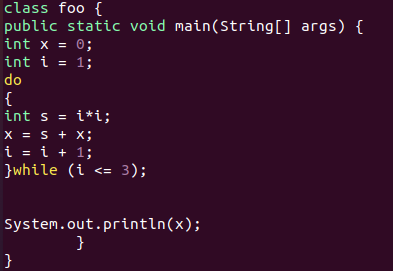 class foo {
public static void main(String[] args) {
int x = 0;
int i = 1;
do
{
int s = i*i;
x = s + x;
i = i + 1;
}while (i <= 3);
System.out.println(x);
}
}